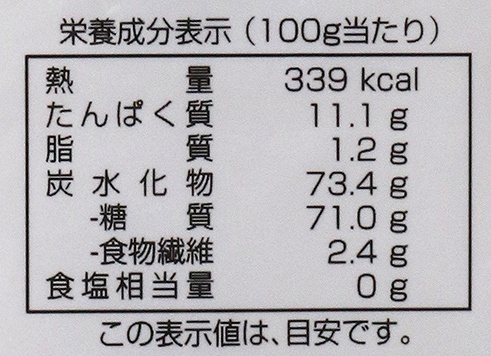 栄養成分表示（100g当たり）
熱量 339 kcal
たんぱく質 11.1 g
脂質 1.2 g
炭水化物 73.4 g
-糖質 71.0 g
-食物繊維 2.4 g
食塩相当量 0 g
この表示値は、目安です。